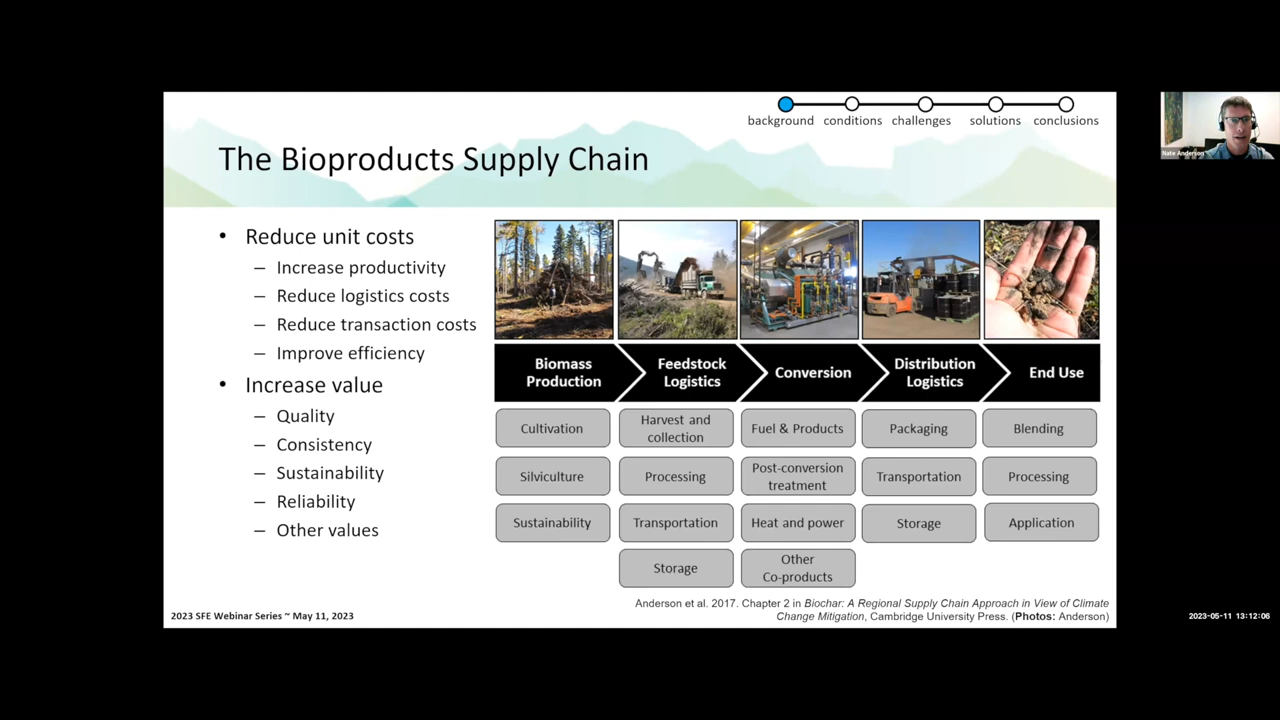 background conditions challenges solutions conclusions
The Bioproducts Supply Chain
• Reduce unit costs
– Increase productivity
– Reduce logistics costs
– Reduce transaction costs
– Improve efficiency
• Increase value
– Quality
– Consistency
– Sustainability
– Reliability
– Other values
Biomass
Production
Feedstock
Logistics
Conversion
Distribution
Logistics
End Use
Cultivation
Silviculture
Sustainability
Harvest and
collection
Processing
Transportation
Storage
Fuel & Products
Post-conversion
treatment
Heat and power
Other
Co-products
Packaging
Transportation
Storage
Blending
Processing
Application
Anderson et al. 2017. Chapter 2 in Biochar: A Regional Supply Chain Approach in View of Climate
Change Mitigation, Cambridge University Press. (Photos: Anderson)
2023 SFE Webinar Series ~ May 11, 2023
Nate Anderson
2023-05-11 13:12:06